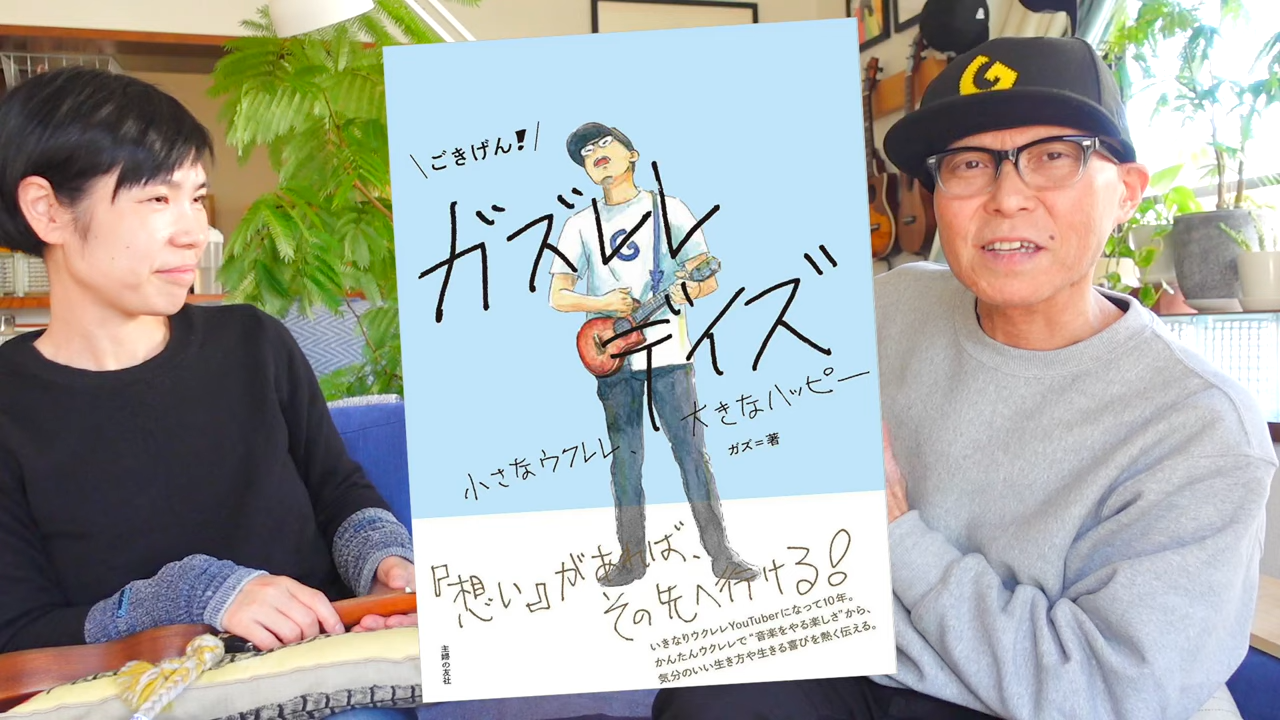 ごきげん!
ガズレレ
デイズ
小さなウクレレ、
大きなハッピー
ガズ=著
『想い』があれば、
その先へ行ける!
いきなりウクレレYouTuberになって10年。
かんたんウクレレで“音楽をやる楽しさ”から、
気分のいい生き方や生きる喜びを熱く伝える。
主婦の友社
G
G